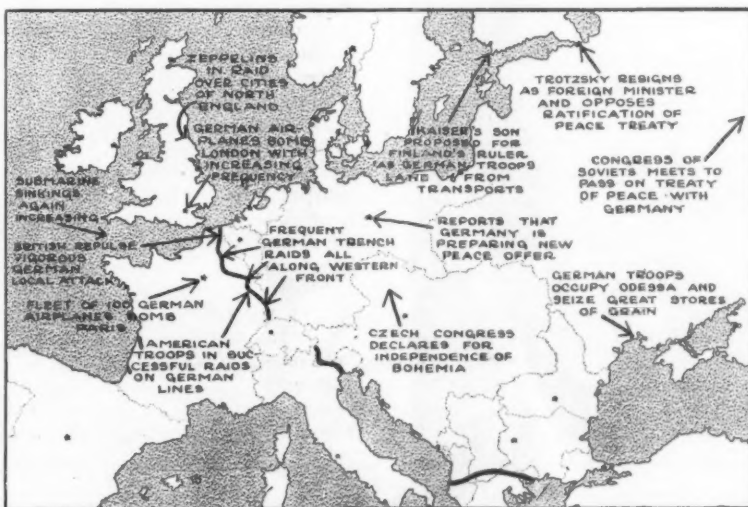 ZEPPELINS
IN RAID
OVER CITIES
OF NORTH
ENGLAND
GERMAN AIR-
PLANES BOMB
LONDON WITH
INCREASING
FREQUENCY
SUBMARINE
SINKINGS
AGAIN
INCREASING
BRITISH REPULSE
VIGOROUS
GERMAN
LOCAL ATTACK
FLEET OF 100 GERMAN
AIRPLANES BOMB
PARIS
AMERICAN
TROOPS IN SUC
CESSFUL RAIDS
ON GERMAN
LINES
FREQUENT
GERMAN TRENCH
RAIDS ALL
ALONG WESTERN
FRONT
KAISER'S SON
PROPOSED FOR
FINLAND'S RULER
AS GERMAN TROOPS
LAND FROM
TRANSPORTS
TROTZSKY RESIGNS
AS FOREIGN MINISTER
AND OPPOSES
RATIFICATION OF
PEACE TREATY
CONGRESS OF
SOVIETS MEETS TO
PASS ON TREATY
OF PEACE WITH
GERMANY
REPORTS THAT
GERMANY IS
PREPARING NEW
PEACE OFFER
CZECH CONGRESS
DECLARES FOR
INDEPENDENCE OF
BOHEMIA
GERMAN TROOPS
OCCUPY ODESSA AND
SEIZE GREAT STORES
OF GRAIN